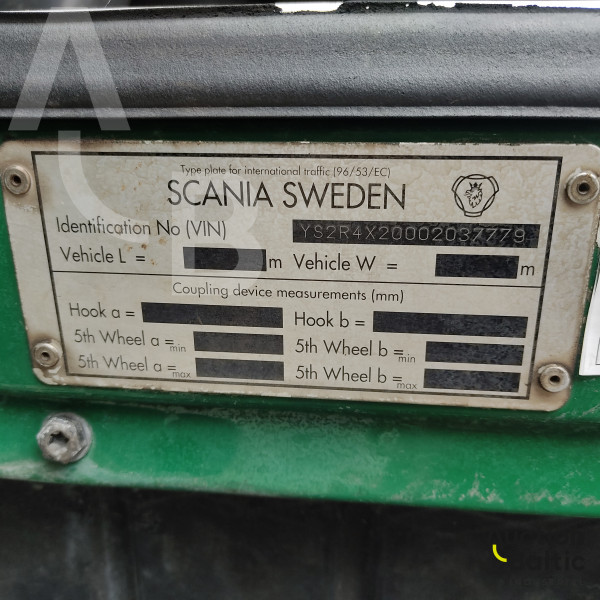 Type plate for international traffic (96/53/EC)
SCANIA SWEDEN
Identification No (VIN) YS2R4X20002037779
Vehicle L = m Vehicle W = m
Coupling device measurements (mm)
Hook a = Hook b =
5th Wheel a = min 5th Wheel b = min
5th Wheel a = max 5th Wheel b = max
baltic